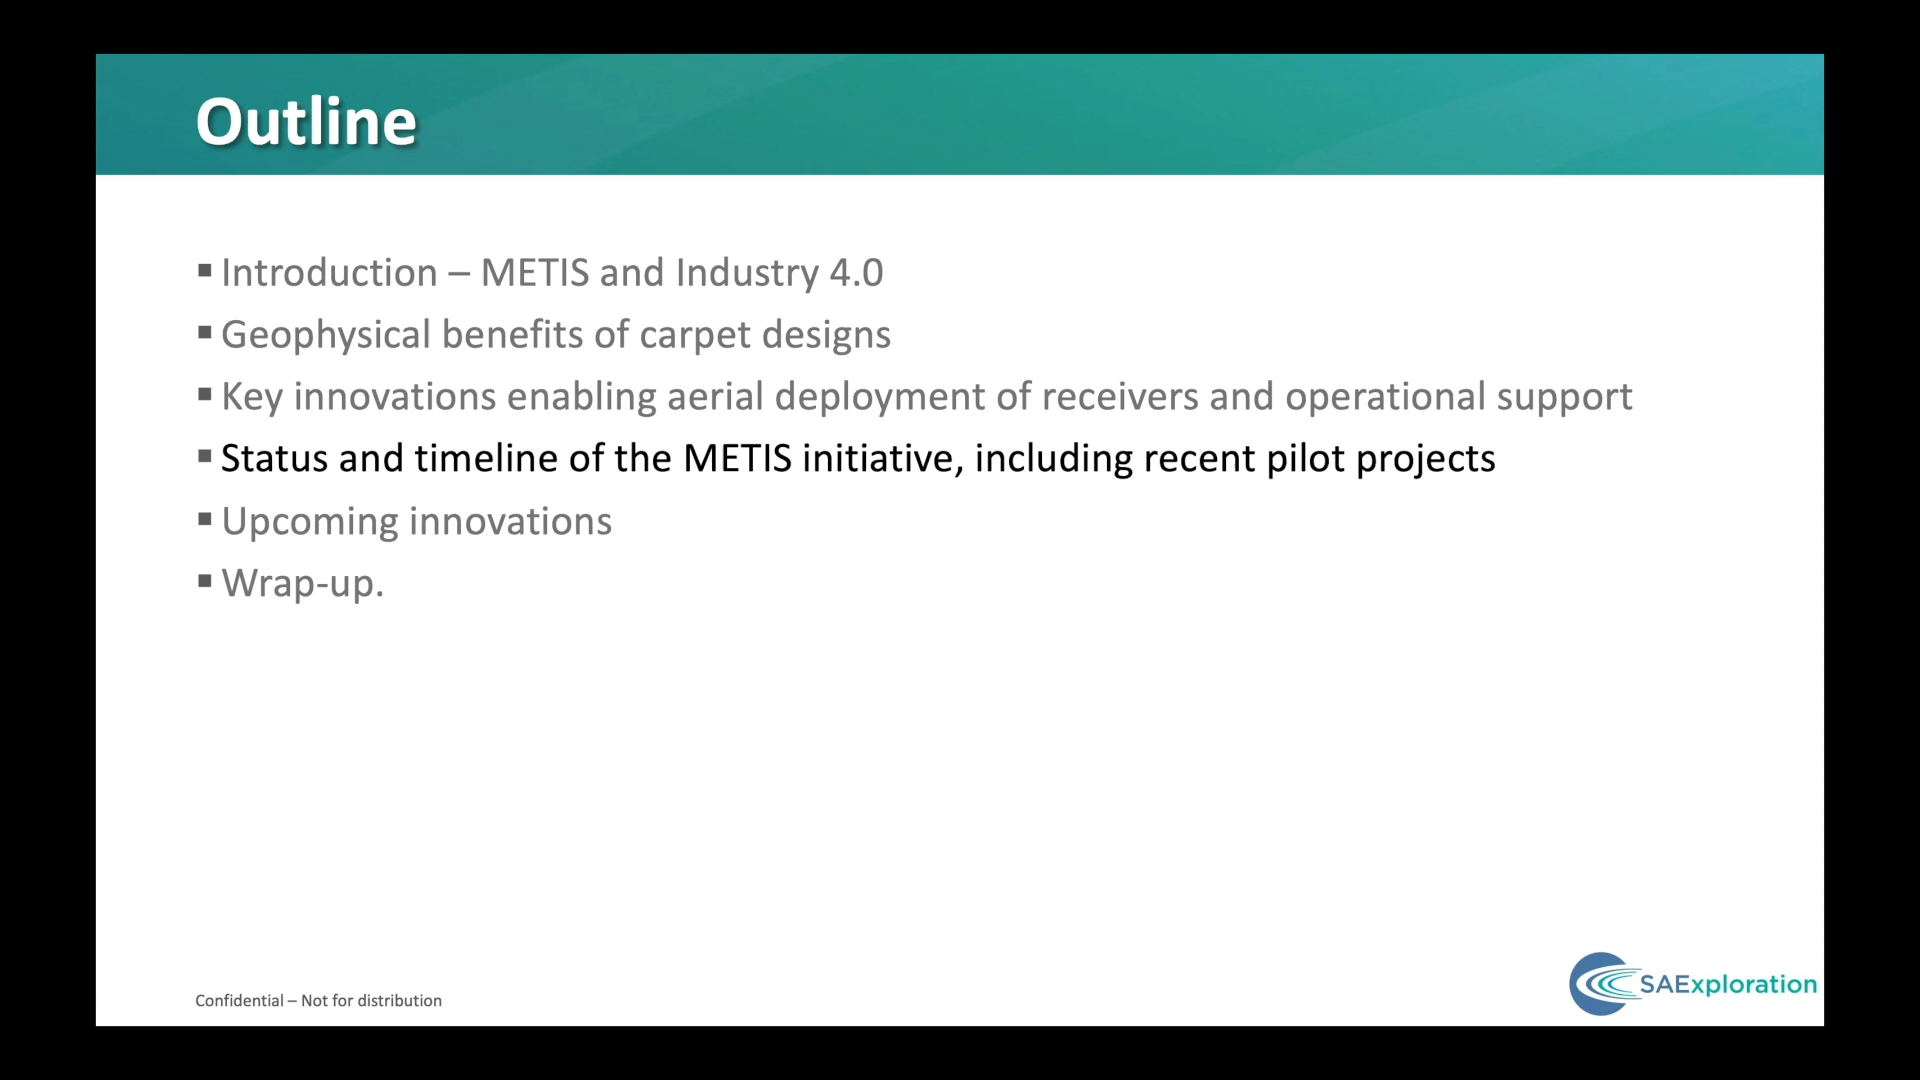 Outline
▪ Introduction – METIS and Industry 4.0
▪ Geophysical benefits of carpet designs
▪ Key innovations enabling aerial deployment of receivers and operational support
▪ Status and timeline of the METIS initiative, including recent pilot projects
▪ Upcoming innovations
▪ Wrap-up.
Confidential – Not for distribution
SAExploration